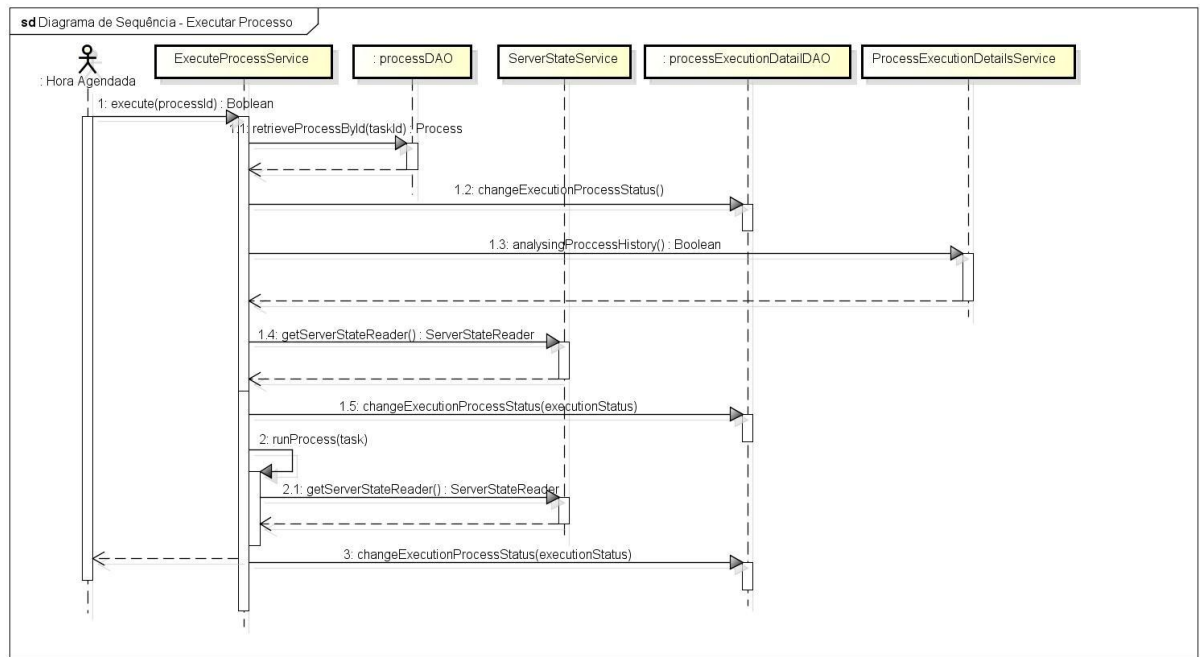 sd Diagrama de Sequência - Executar Processo
: Hora Agendada
ExecuteProcessService
: processDAO
ServerStateService
: processExecutionDatailDAO
ProcessExecutionDetailsService
1: execute(processId) : Boolean
1.1: retrieveProcessById(taskId) : Process
1.2: changeExecutionProcessStatus()
1.3: analysingProccessHistory() : Boolean
1.4: getServerStateReader() : ServerStateReader
1.5: changeExecutionProcessStatus(executionStatus)
2: runProcess(task)
2.1: getServerStateReader() : ServerStateReader
3: changeExecutionProcessStatus(executionStatus)